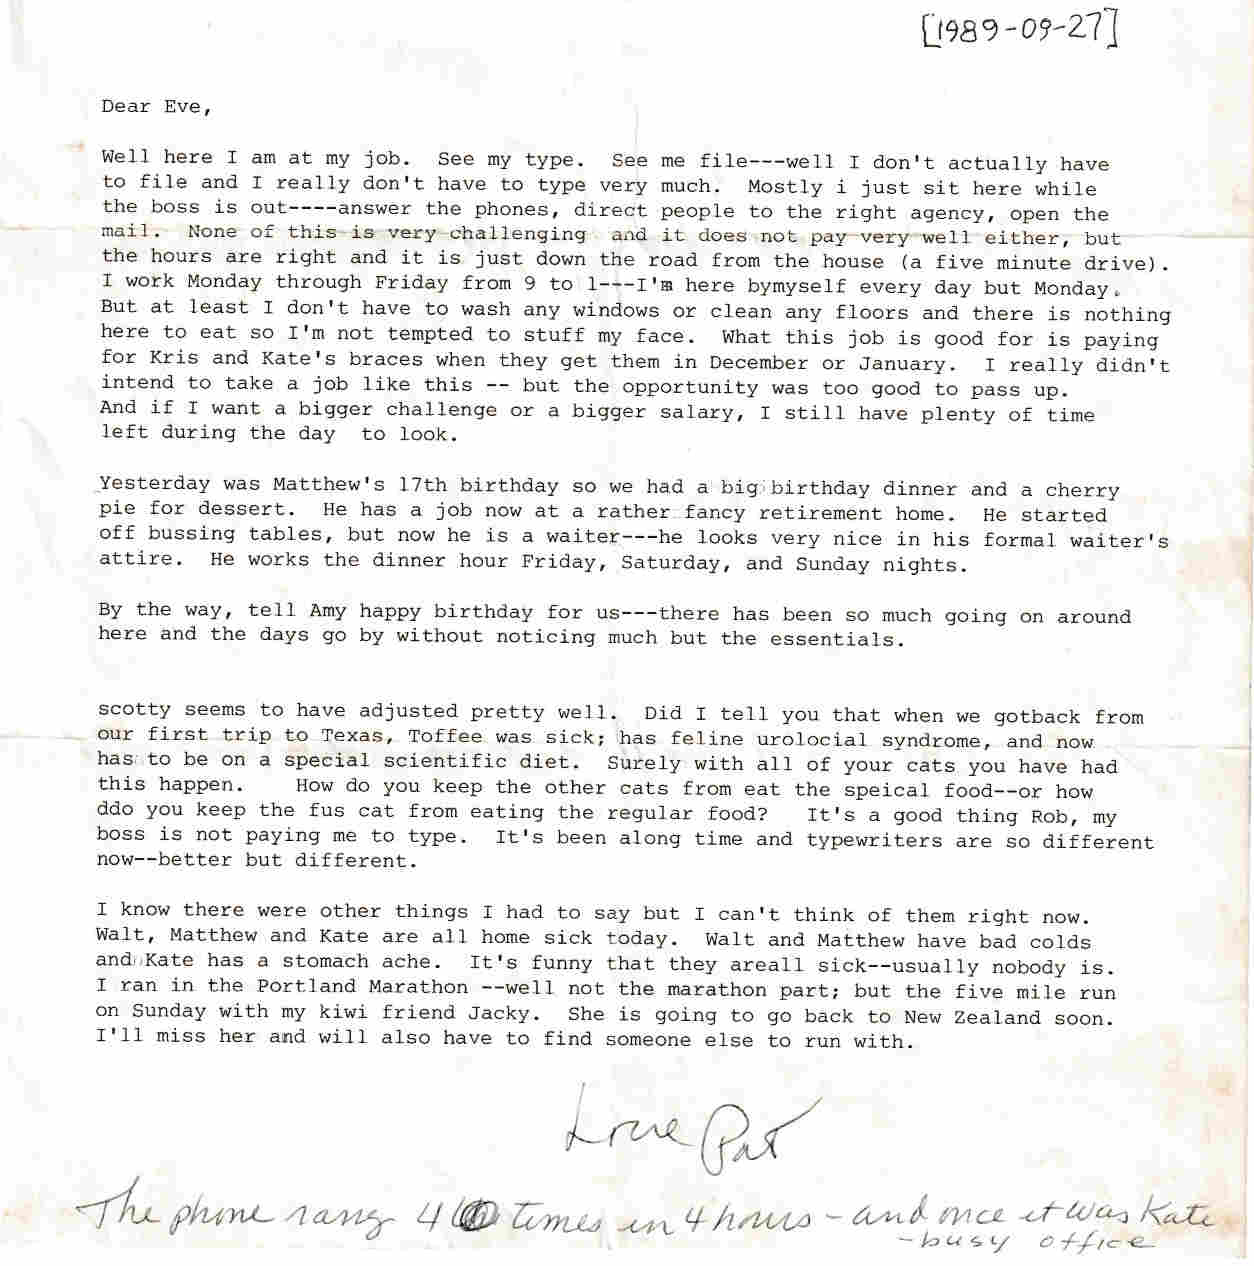 [1989-09-27]
Dear Eve,
Well here I am at my job.  See my type.  See me file---well I don't actually have
to file and I really don't have to type very much.  Mostly i just sit here while
the boss is out----answer the phones, direct people to the right agency, open the
mail.  None of this is very challenging  and it does not pay very well either, but
the hours are right and it is just down the road from the house (a five minute drive).
I work Monday through Friday from 9 to 1---I'm here bymyself every day but Monday.
But at least I don't have to wash any windows or clean any floors and there is nothing
here to eat so I'm not tempted to stuff my face.  What this job is good for is paying
for Kris and Kate's braces when they get them in December or January.  I really didn't
intend to take a job like this -- but the opportunity was too good to pass up.
And if I want a bigger challenge or a bigger salary, I still have plenty of time
left during the day  to look.
Yesterday was Matthew's 17th birthday so we had a big birthday dinner and a cherry
pie for dessert.  He has a job now at a rather fancy retirement home.  He started
off bussing tables, but now he is a waiter---he looks very nice in his formal waiter's
attire.  He works the dinner hour Friday, Saturday, and Sunday nights.
By the way, tell Amy happy birthday for us---there has been so much going on around
here and the days go by without noticing much but the essentials.
scotty seems to have adjusted pretty well.  Did I tell you that when we gotback from
our first trip to Texas, Toffee was sick; has feline urolocial syndrome, and now
has to be on a special scientific diet.  Surely with all of your cats you have had
this happen.    How do you keep the other cats from eat the speical food--or how
ddo you keep the fus cat from eating the regular food?   It's a good thing Rob, my
boss is not paying me to type.  It's been along time and typewriters are so different
now--better but different.
I know there were other things I had to say but I can't think of them right now.
Walt, Matthew and Kate are all home sick today.  Walt and Matthew have bad colds
and Kate has a stomach ache.  It's funny that they areall sick--usually nobody is.
I ran in the Portland Marathon --well not the marathon part; but the five mile run
on Sunday with my kiwi friend Jacky.  She is going to go back to New Zealand soon.
I'll miss her and will also have to find someone else to run with.
Love Pat
The phone rang 4 times in 4 hours - and once it was Kate
- busy office